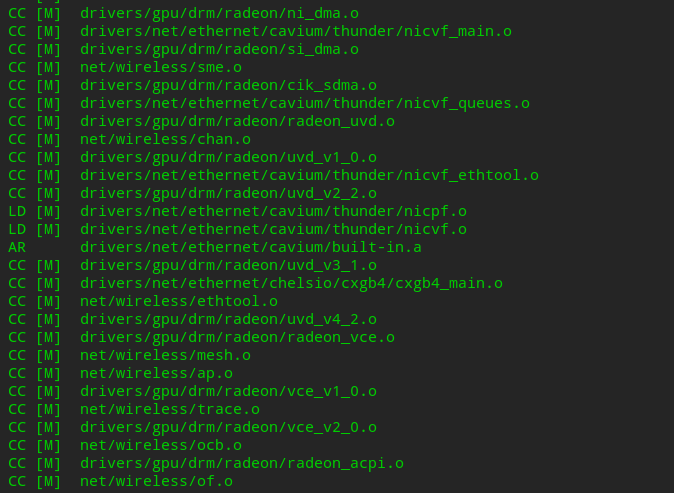 CC [M]  drivers/gpu/drm/radeon/ni_dma.o
CC [M]  drivers/net/ethernet/cavium/thunder/nicvf_main.o
CC [M]  drivers/gpu/drm/radeon/si_dma.o
CC [M]  net/wireless/sme.o
CC [M]  drivers/gpu/drm/radeon/cik_sdma.o
CC [M]  drivers/net/ethernet/cavium/thunder/nicvf_queues.o
CC [M]  drivers/gpu/drm/radeon/radeon_uvd.o
CC [M]  net/wireless/chan.o
CC [M]  drivers/gpu/drm/radeon/uvd_v1_0.o
CC [M]  drivers/net/ethernet/cavium/thunder/nicvf_ethtool.o
CC [M]  drivers/gpu/drm/radeon/uvd_v2_2.o
LD [M]  drivers/net/ethernet/cavium/thunder/nicpf.o
LD [M]  drivers/net/ethernet/cavium/thunder/nicvf.o
AR      drivers/net/ethernet/cavium/built-in.a
CC [M]  drivers/gpu/drm/radeon/uvd_v3_1.o
CC [M]  drivers/net/ethernet/chelsio/cxgb4/cxgb4_main.o
CC [M]  net/wireless/ethtool.o
CC [M]  drivers/gpu/drm/radeon/uvd_v4_2.o
CC [M]  drivers/gpu/drm/radeon/radeon_vce.o
CC [M]  net/wireless/mesh.o
CC [M]  net/wireless/ap.o
CC [M]  drivers/gpu/drm/radeon/vce_v1_0.o
CC [M]  net/wireless/trace.o
CC [M]  drivers/gpu/drm/radeon/vce_v2_0.o
CC [M]  net/wireless/ocb.o
CC [M]  drivers/gpu/drm/radeon/radeon_acpi.o
CC [M]  net/wireless/of.o